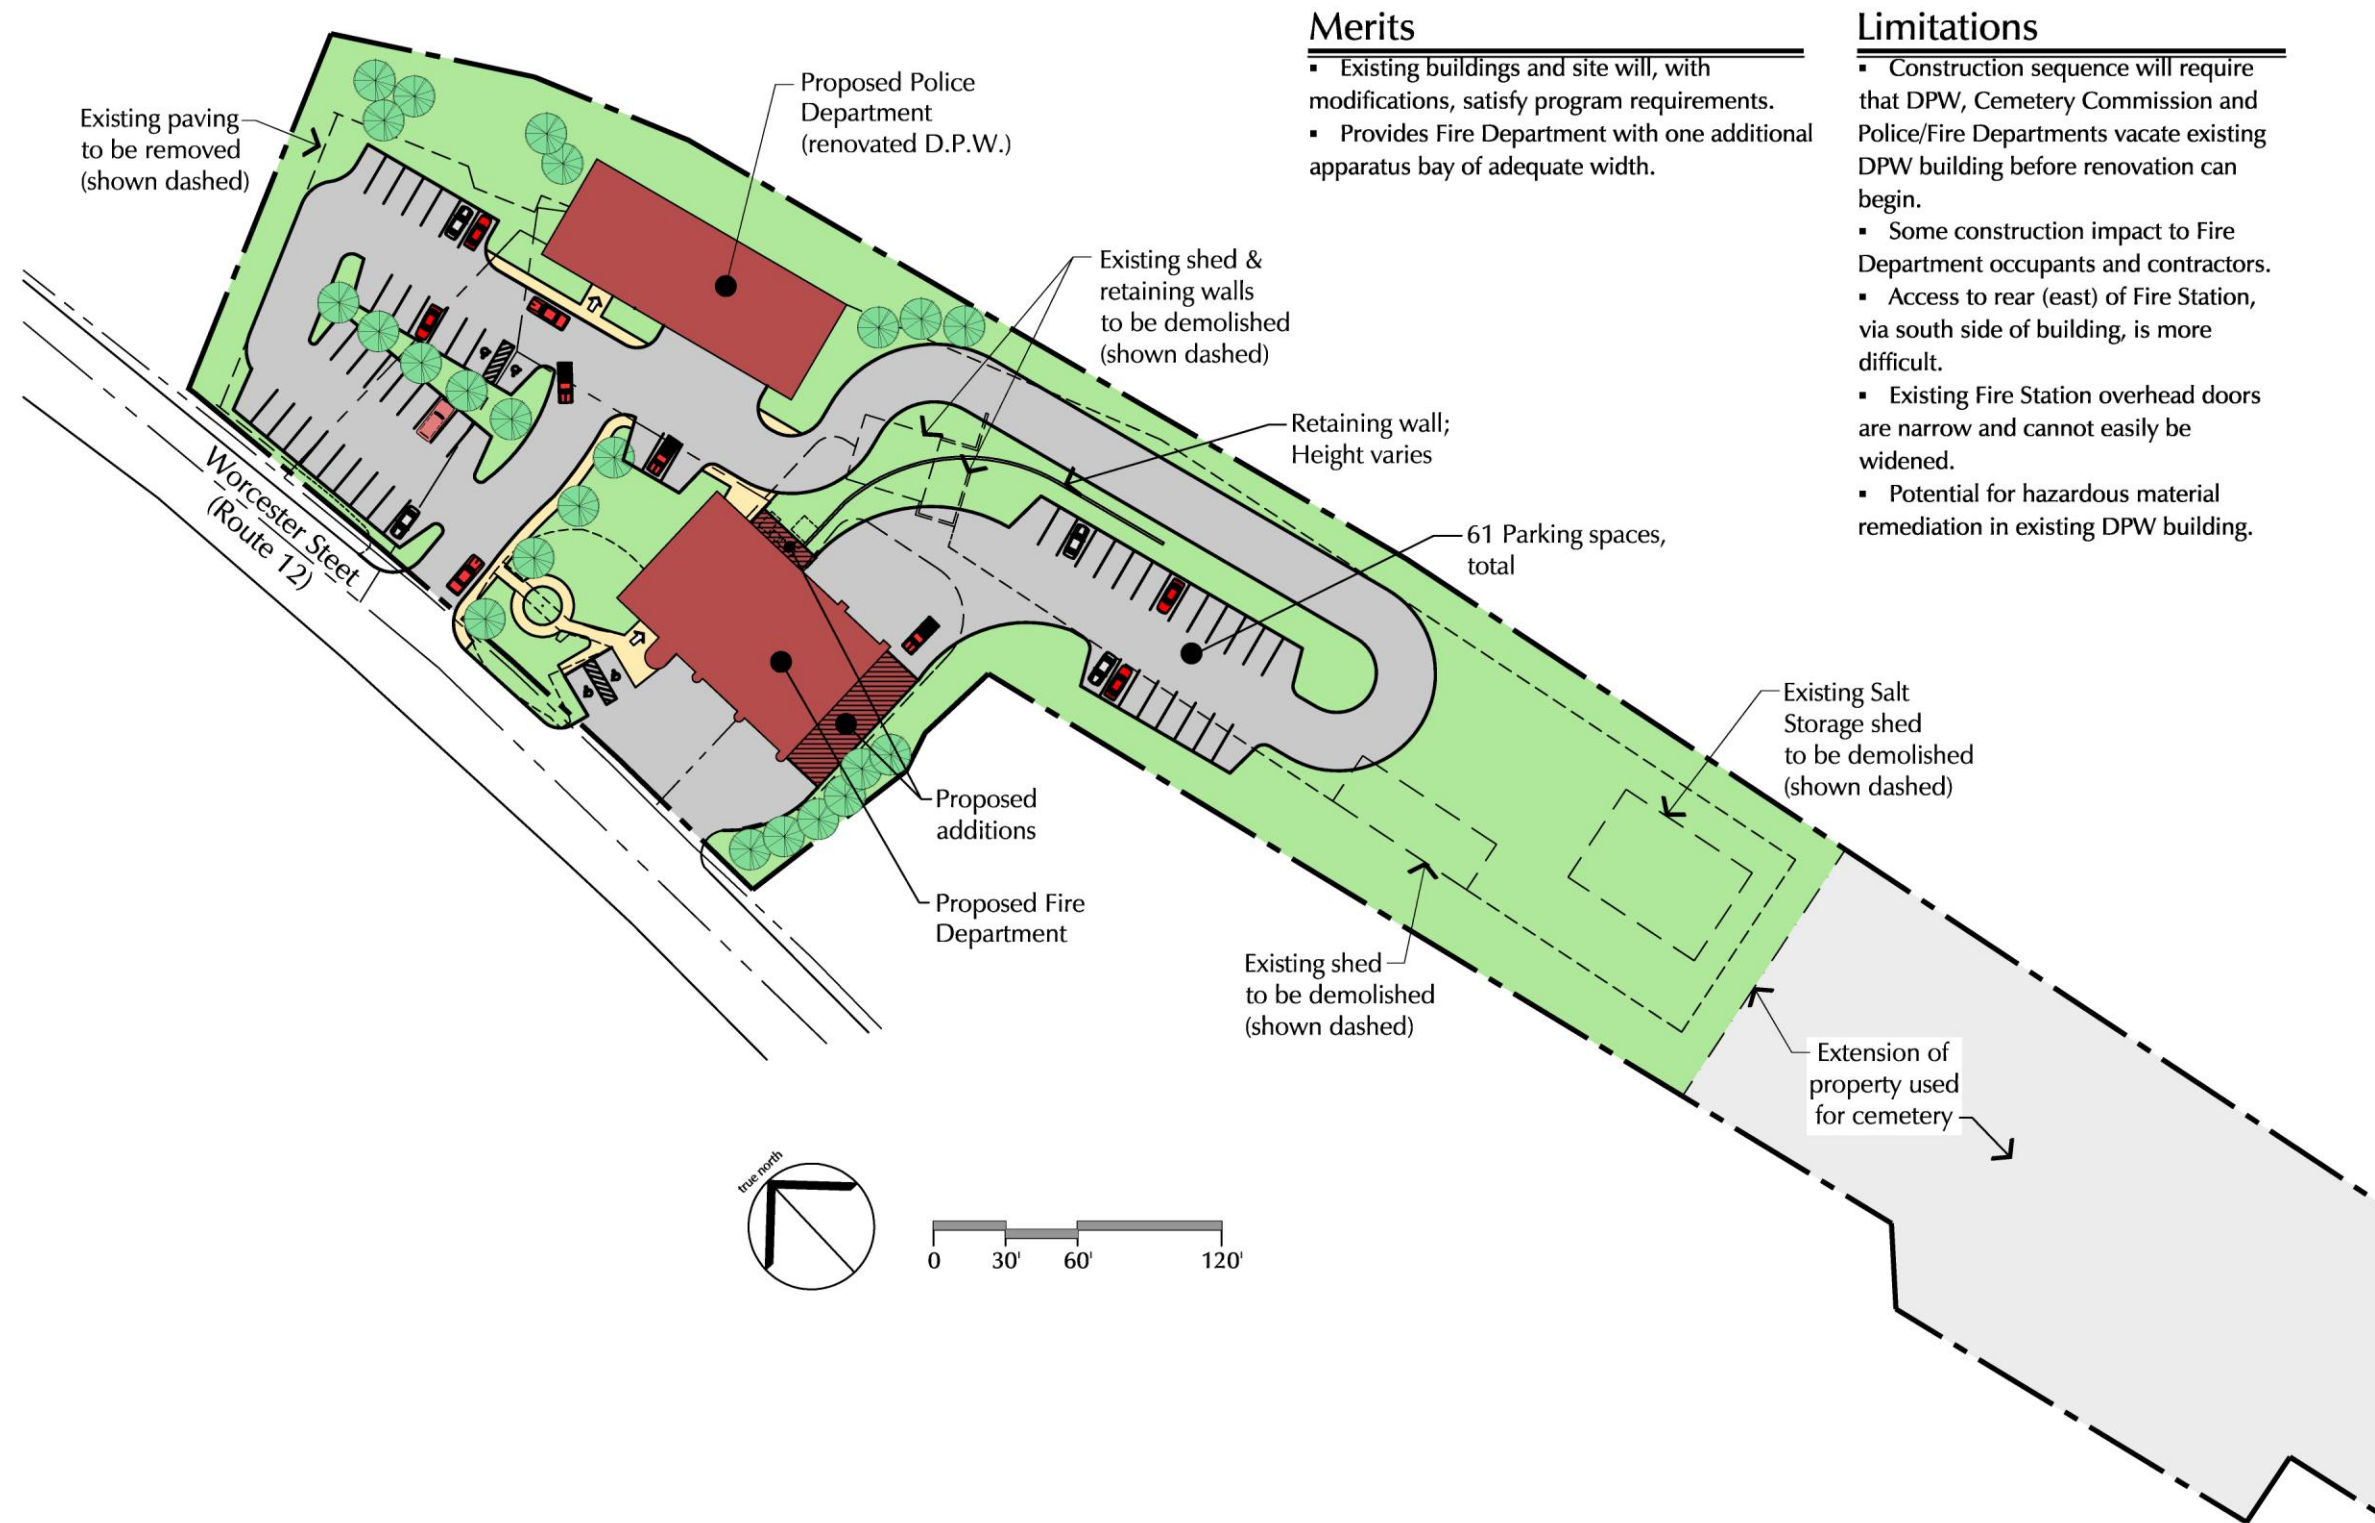 Merits
▪ Existing buildings and site will, with
modifications, satisfy program requirements.
▪ Provides Fire Department with one additional
apparatus bay of adequate width.
Limitations
▪ Construction sequence will require
that DPW, Cemetery Commission and
Police/Fire Departments vacate existing
DPW building before renovation can
begin.
▪ Some construction impact to Fire
Department occupants and contractors.
▪ Access to rear (east) of Fire Station,
via south side of building, is more
difficult.
▪ Existing Fire Station overhead doors
are narrow and cannot easily be
widened.
▪ Potential for hazardous material
remediation in existing DPW building.
Existing paving
to be removed
(shown dashed)
Proposed Police
Department
(renovated D.P.W.)
Existing shed &
retaining walls
to be demolished
(shown dashed)
Retaining wall;
Height varies
61 Parking spaces,
total
Worcester Steet
(Route 12)
Existing Salt
Storage shed
to be demolished
(shown dashed)
Proposed
additions
Proposed Fire
Department
Existing shed
to be demolished
(shown dashed)
Extension of
property used
for cemetery
true north
0 30' 60' 120'